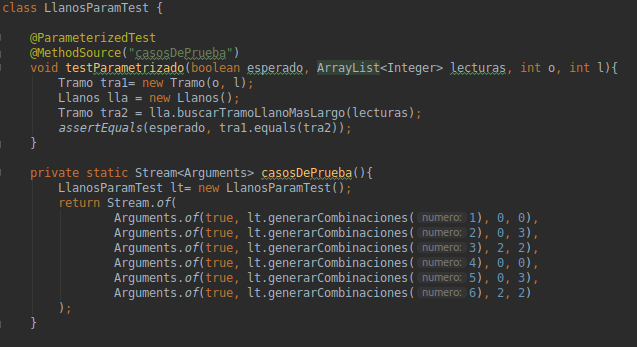 class LlanosParamTest {
@ParameterizedTest
@MethodSource("casosDePrueba")
void testParametrizado(boolean esperado, ArrayList<Integer> lecturas, int o, int l){
Tramo tra1= new Tramo(o, l);
Llanos lla = new Llanos();
Tramo tra2 = lla.buscarTramoLlanoMasLargo(lecturas);
assertEquals(esperado, tra1.equals(tra2));
}
private static Stream<Arguments> casosDePrueba(){
LlanosParamTest lt= new LlanosParamTest();
return Stream.of(
Arguments.of(true, lt.generarCombinaciones( numero: 1), 0, 0),
Arguments.of(true, lt.generarCombinaciones( numero: 2), 0, 3),
Arguments.of(true, lt.generarCombinaciones( numero: 3), 2, 2),
Arguments.of(true, lt.generarCombinaciones( numero: 4), 0, 0),
Arguments.of(true, lt.generarCombinaciones( numero: 5), 0, 3),
Arguments.of(true, lt.generarCombinaciones( numero: 6), 2, 2)
);
}